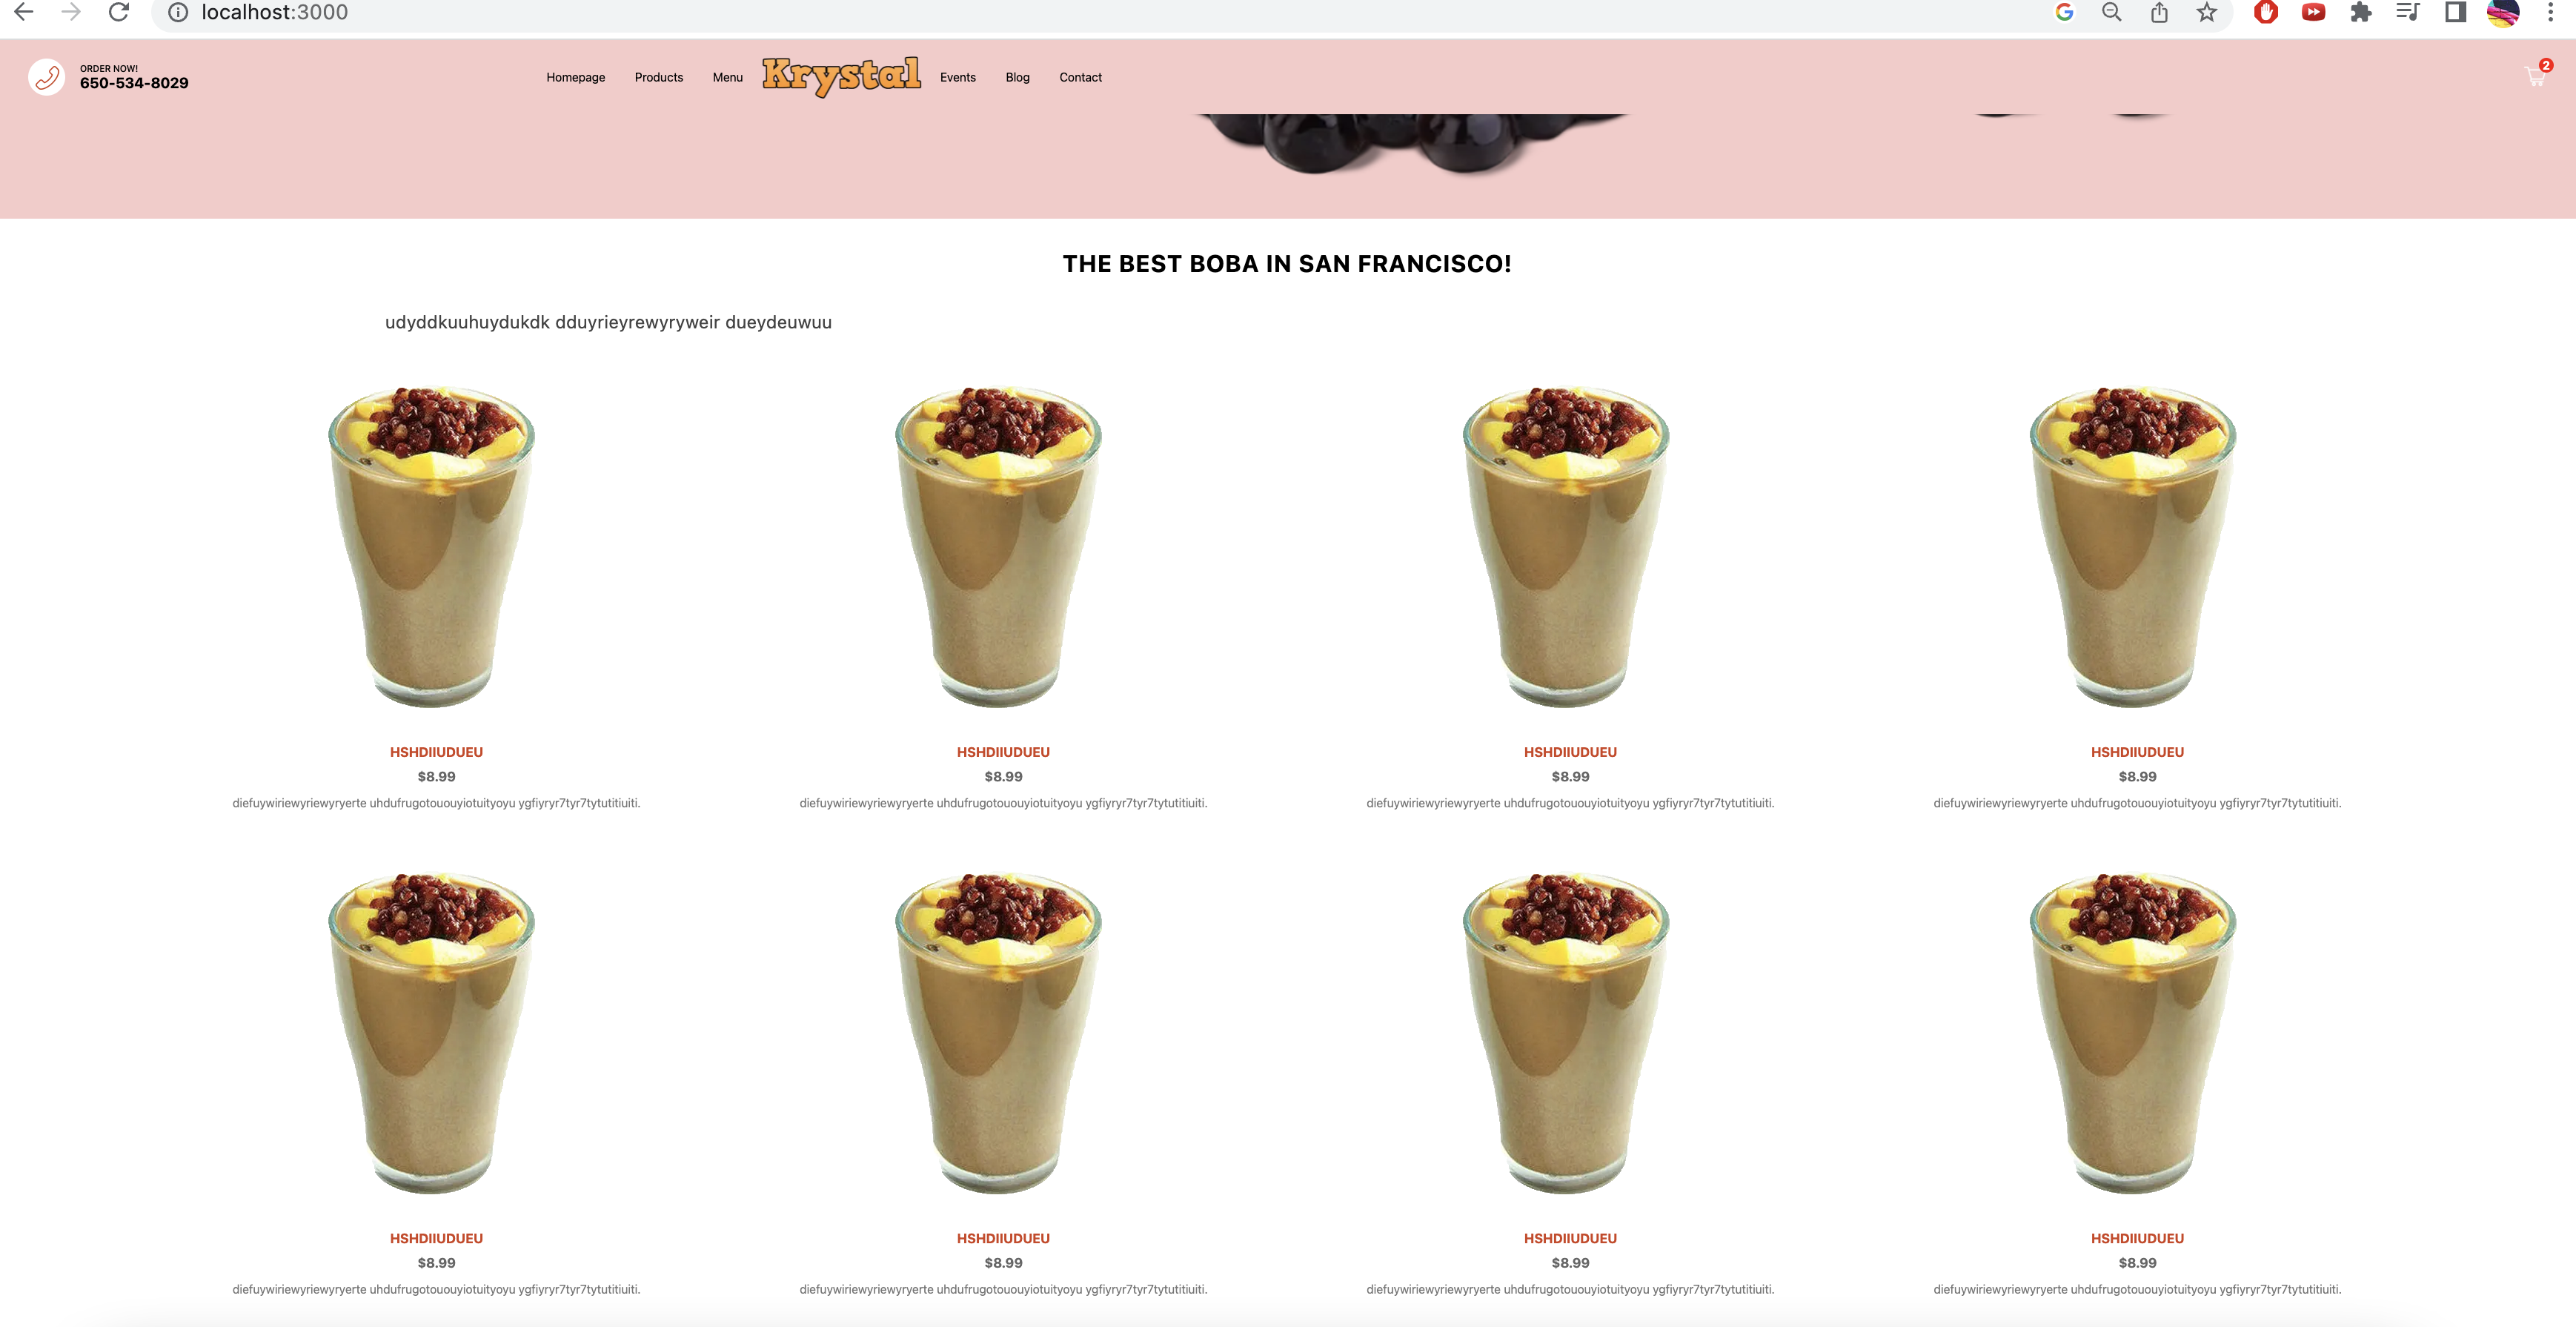 localhost:3000
ORDER NOW!
650-534-8029
Homepage Products Menu Krystal Events Blog Contact
2
THE BEST BOBA IN SAN FRANCISCO!
udyddkuuhuydukdk dduyrieyrewyryweir dueydeuwuu
HSHDIIUDUEU HSHDIIUDUEU HSHDIIUDUEU HSHDIIUDUEU
$8.99 $8.99 $8.99 $8.99
diefuywiriewyriewyryerte uhdufrugotououyiotuityoyu ygfiyryr7tyr7tytutitiuiti. diefuywiriewyriewyryerte uhdufrugotououyiotuityoyu ygfiyryr7tyr7tytutitiuiti. diefuywiriewyriewyryerte uhdufrugotououyiotuityoyu ygfiyryr7tyr7tytutitiuiti. diefuywiriewyriewyryerte uhdufrugotououyiotuityoyu ygfiyryr7tyr7tytutitiuiti.
HSHDIIUDUEU HSHDIIUDUEU HSHDIIUDUEU HSHDIIUDUEU
$8.99 $8.99 $8.99 $8.99
diefuywiriewyriewyryerte uhdufrugotououyiotuityoyu ygfiyryr7tyr7tytutitiuiti. diefuywiriewyriewyryerte uhdufrugotououyiotuityoyu ygfiyryr7tyr7tytutitiuiti. diefuywiriewyriewyryerte uhdufrugotououyiotuityoyu ygfiyryr7tyr7tytutitiuiti. diefuywiriewyriewyryerte uhdufrugotououyiotuityoyu ygfiyryr7tyr7tytutitiuiti.